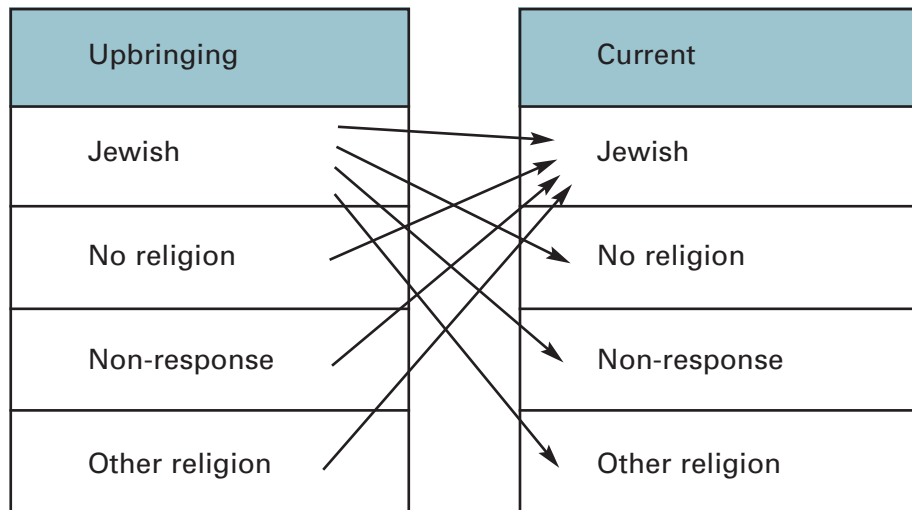 Upbringing
Jewish
No religion
Non-response
Other religion
Current
Jewish
No religion
Non-response
Other religion